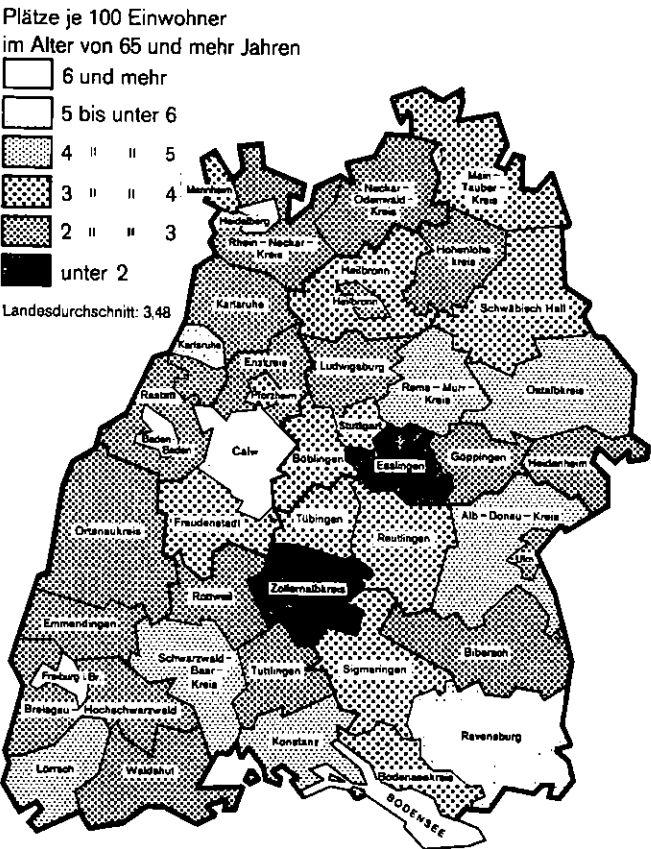 Plätze je 100 Einwohner
im Alter von 65 und mehr Jahren
6 und mehr
5 bis unter 6
4 " " 5
3 " " 4
2 " " 3
unter 2
Landesdurchschnitt: 3,48
Mannheim
Heidelberg
Rhein-Neckar-
Kreis
Neckar-
Odenwald-
Kreis
Main-
Tauber-
Kreis
Hohenlohe
kreis
Heilbronn
Heilbronn
Schwäbisch Hall
Karlsruhe
Karlsruhe
Enzkreis
Pforzheim
Ludwigsburg
Rems-Murr-
Kreis
Ostalbkreis
Rastatt
Baden
Baden
Calw
Stuttgart
Böblingen
Esslingen
Göppingen
Heidenheim
Ortenaukreis
Freudenstadt
Tübingen
Reutlingen
Alb-Donau-Kreis
Ulm
Rottweil
Zollernalbkreis
Emmendingen
Schwarzwald-
Baar-
Kreis
Tuttlingen
Sigmaringen
Biberach
Freiburg i.Br.
Breisgau-Hochschwarzwald
Konstanz
Ravensburg
Lörrach
Waldshut
Bodenseekreis
BODENSEE